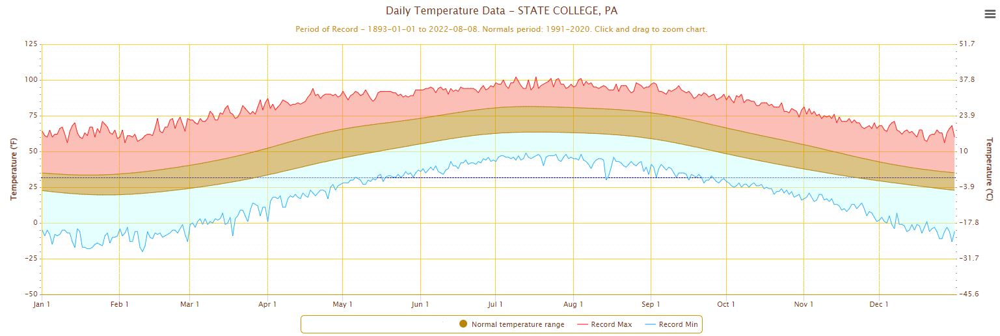 Daily Temperature Data – STATE COLLEGE, PA
Period of Record – 1893-01-01 to 2022-08-08. Normals period: 1991-2020. Click and drag to zoom chart.
125
100
75
50
25
0
-25
-50
Temperature (°F)
51.7
37.8
23.9
10
-3.9
-17.8
-31.7
-45.6
Temperature (°C)
Jan 1 Feb 1 Mar 1 Apr 1 May 1 Jun 1 Jul 1 Aug 1 Sep 1 Oct 1 Nov 1 Dec 1
Normal temperature range Record Max Record Min